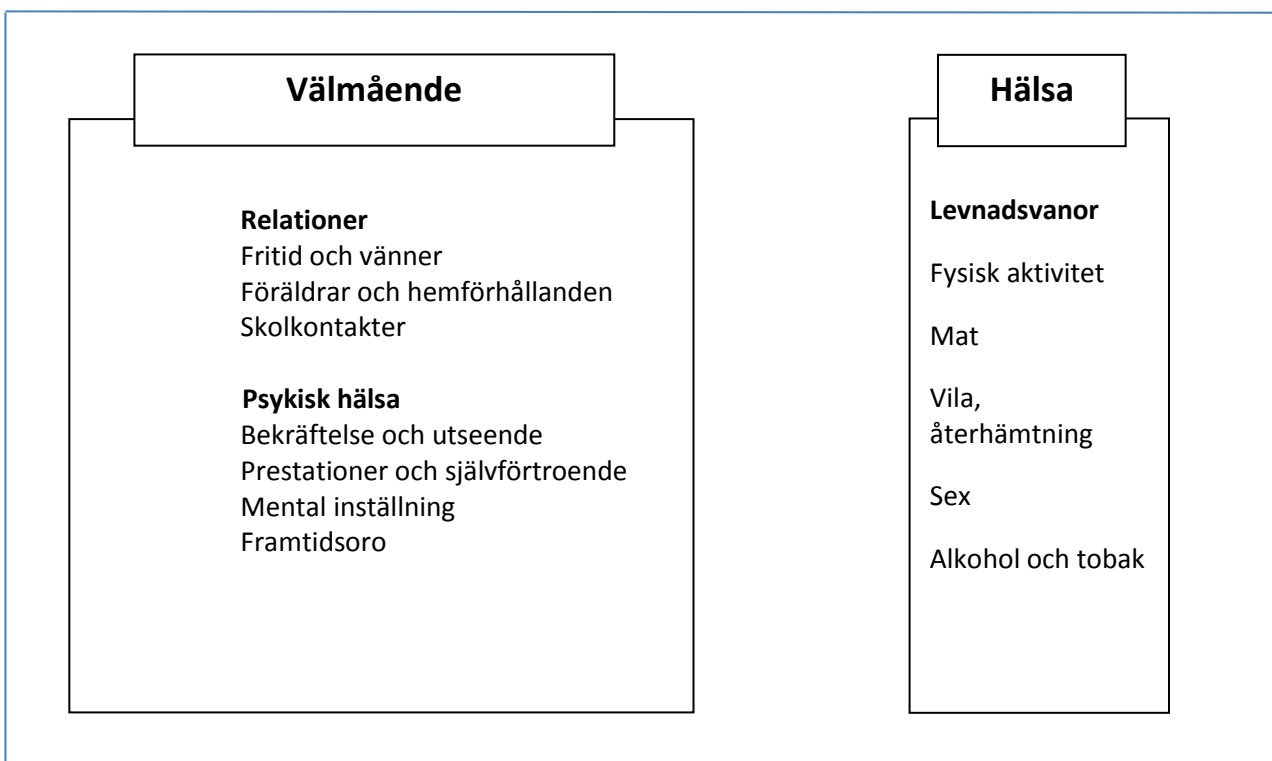 Välmående
Relationer
Fritid och vänner
Föräldrar och hemförhållanden
Skolkontakter
Psykisk hälsa
Bekräftelse och utseende
Prestationer och självförtroende
Mental inställning
Framtidsoro
Hälsa
Levnadsvanor
Fysisk aktivitet
Mat
Vila,
återhämtning
Sex
Alkohol och tobak